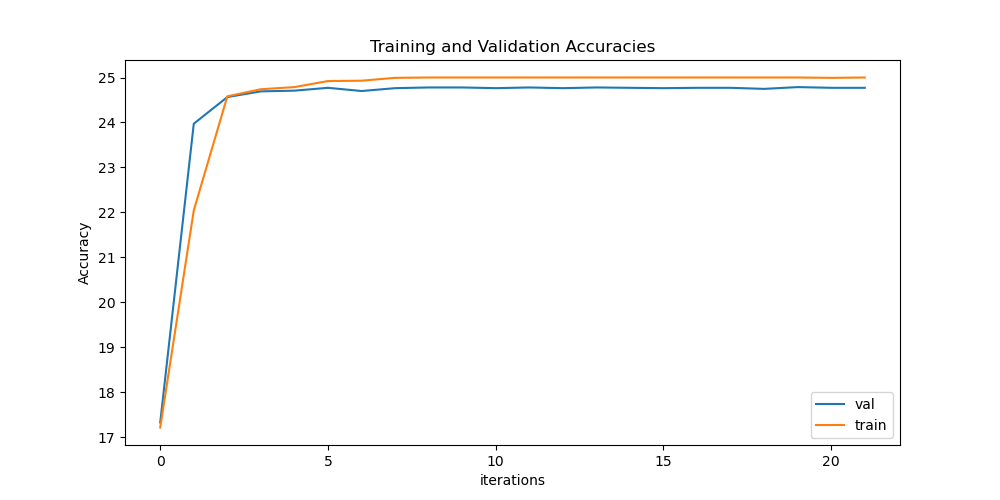 Training and Validation Accuracies
Accuracy
25
24
23
22
21
20
19
18
17
0 5 10 15 20
iterations
val
train